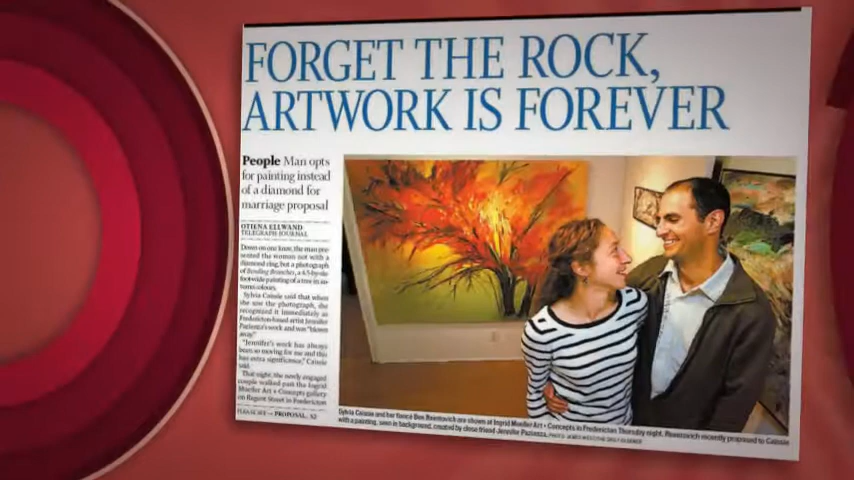 FORGET THE ROCK,
ARTWORK IS FOREVER
People Man opts
for painting instead
of a diamond for
marriage proposal
OTIENA ELLWAND
TELEGRAPH-JOURNAL
Down on one knee, the man pre-
sented the woman not with a
diamond ring, but a photograph
of Bending Branches, a
footwide painting of a tree in au-
tumn colours.
Sylvia Caissie said that when
she saw the photograph, she
recognized it immediately as
Fredericton-based artist Jennifer
Pazienza's work and was "blown
away."
"Jennifer's work has always
been so moving for me and this
has extra significance," Caissie
said.
That night, the newly engaged
couple walked past the Ingrid
Mueller Art + Concepts gallery
on Regent Street in Fredericton
PLEASE SEE → PROPOSAL, S2
Sylvia Caissie and her fiancé Ben Reemovich are shown at Ingrid Mueller Art + Concepts in Fredericton Thursday night. recently proposed to Caissie
with a painting, seen in background, created by close friend Jennifer Pazienza. PHOTO: